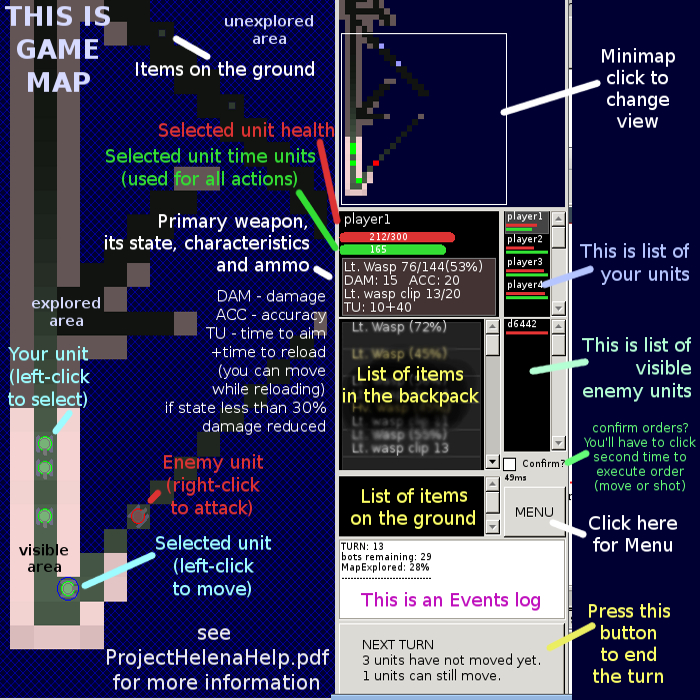 THIS IS
GAME
MAP
unexplored
area
Items on the ground
Selected unit health
Selected unit time units
(used for all actions)
Primary weapon,
its state, characteristics
and ammo
DAM - damage
ACC - accuracy
TU - time to aim
+time to reload
(you can move
while reloading)
if state less than 30%
damage reduced
explored
area
Your unit
(left-click
to select)
Enemy unit
(right-click
to attack)
visible
area
Selected unit
(left-click
to move)
see
ProjectHelenaHelp.pdf
for more information
player1
212/300
165
Lt. Wasp 76/144(53%)
DAM: 15 ACC: 20
Lt. wasp clip 13/20
TU: 10+40
Lt. Wasp (72%)
Lt. Wasp (45%)
List of items
in the backpack
Lt. wasp clip 13
List of items
on the ground
TURN: 13
bots remaining: 29
MapExplored: 28%
--------------------------------
This is an Events log
NEXT TURN
3 units have not moved yet.
1 units can still move.
player1
player2
player3
player4
d6442
Confirm?
49ms
MENU
Minimap
click to
change
view
This is list of
your units
This is list of
visible
enemy units
confirm orders?
You'll have to click
second time to
execute order
(move or shot)
Click here
for Menu
Press this
button
to end
the turn